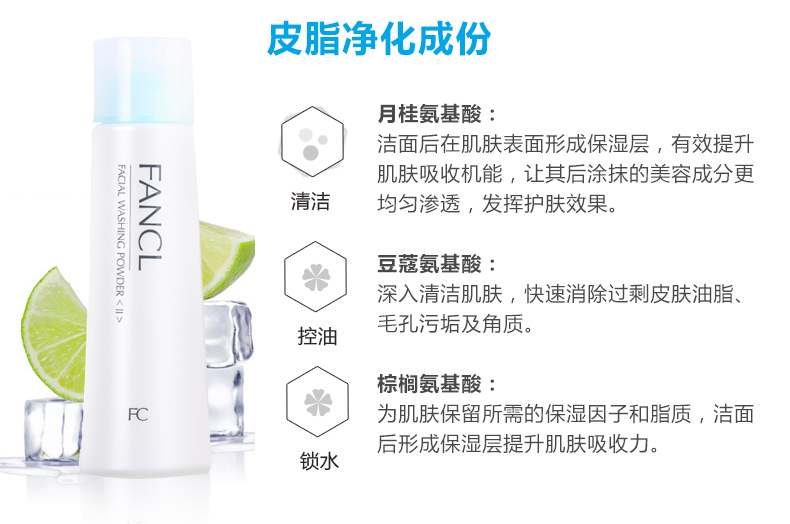 皮脂净化成份
FANCL
FACIAL WASHING POWDER < II >
FC
清洁
月桂氨基酸：
洁面后在肌肤表面形成保湿层，有效提升
肌肤吸收机能，让其后涂抹的美容成分更
均匀渗透，发挥护肤效果。
控油
豆蔻氨基酸：
深入清洁肌肤，快速消除过剩皮肤油脂、
毛孔污垢及角质。
锁水
棕榈氨基酸：
为肌肤保留所需的保湿因子和脂质，洁面
后形成保湿层提升肌肤吸收力。